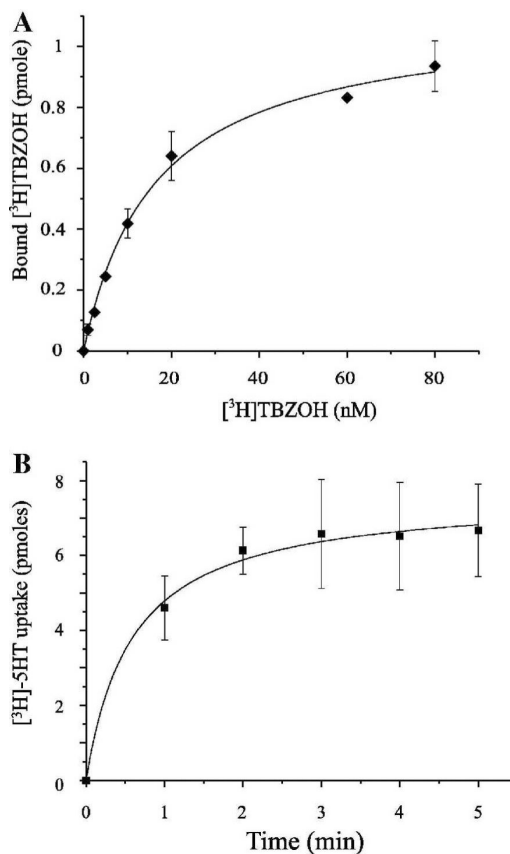 A
1
0.8
0.6
0.4
0.2
0
Bound [³H]TBZOH (pmole)
0 20 40 60 80
[³H]TBZOH (nM)
B
8
6
4
2
0
[³H]-5HT uptake (pmoles)
0 1 2 3 4 5
Time (min)